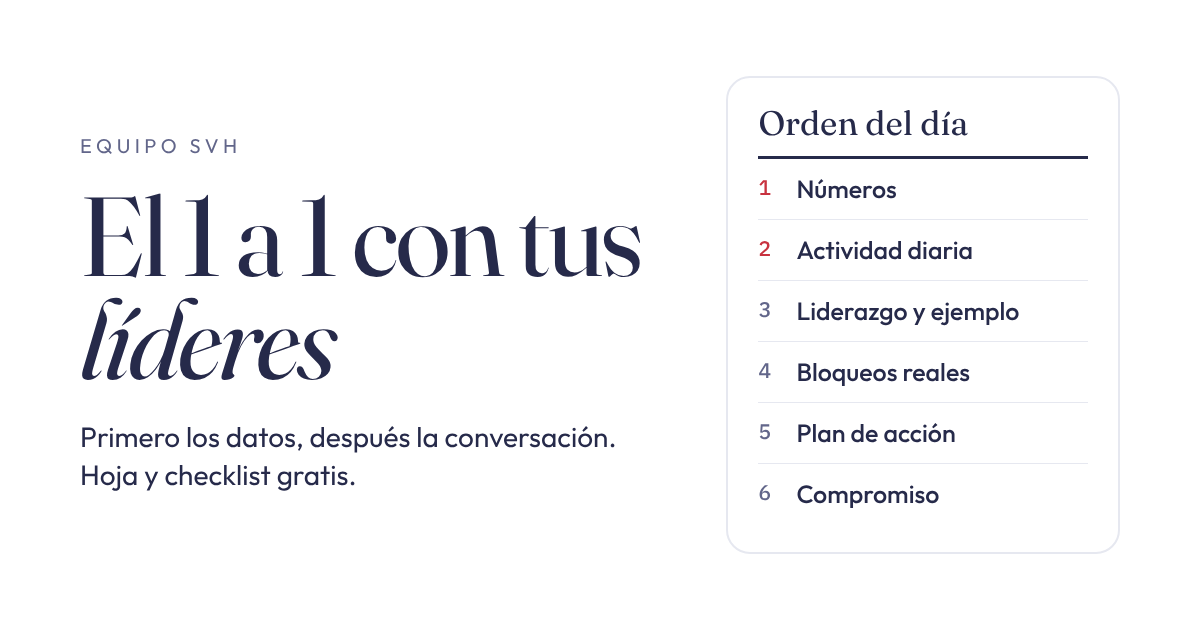 EQUIPO SVH
El 1 a 1 con tus
líderes
Primero los datos, después la conversación.
Hoja y checklist gratis.
Orden del día
1 Números
2 Actividad diaria
3 Liderazgo y ejemplo
4 Bloqueos reales
5 Plan de acción
6 Compromiso